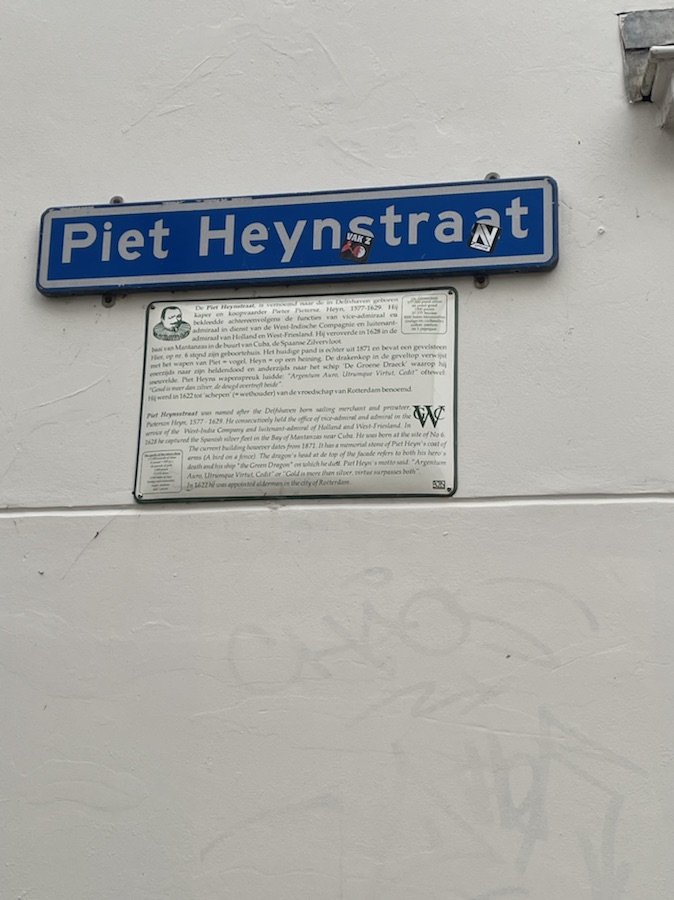 Piet Heynstraat
VAK Z
N
De Piet Heynstraat, is vernoemd naar de in Delfshaven geboren
kaper en koopvaarder Pieter Pietersz. Heyn, 1577-1629. Hij
bekleedde achtereenvolgens de functies van vice-admiraal en
admiraal in dienst van de West-Indische Compagnie en luitenant-
admiraal van Holland en West-Friesland. Hij veroverde in 1628 in de
baai van Mantanzas in de buurt van Cuba, de Spaanse Zilvervloot.
Hier, op nr. 6 stond zijn geboortehuis. Het huidige pand is echter uit 1871 en bevat een gevelsteen
met het wapen van Piet = vogel, Heyn = op een heining. De drakenkop in de geveltop verwijst
enerzijds naar zijn heldendood en anderzijds naar het schip 'De Groene Draeck' waarop hij
sneuvelde. Piet Heyns wapenspreuk luidde: "Argentum Auro, Utrumque Virtut, Cedit" oftewel:
"Goud is meer dan zilver, de deugd overtreft beide".
Hij werd in 1622 tot 'schepen' (= wethouder) van de vroedschap van Rotterdam benoemd.
Piet Heynsstraat was named after the Delfshaven born sailing merchant and privateer,
Pieterszn Heyn, 1577 - 1629. He consecutively held the office of vice-admiral and admiral in the
service of the West-India Company and luitenant-admiral of Holland and West-Friesland. In
1628 he captured the Spanish silver fleet in the Bay of Mantanzas near Cuba. He was born at the site of No 6.
The current building however dates from 1871. It has a memorial stone of Piet Heyn's coat of
arms (A bird on a fence). The dragon's head at top of the facade refers to both his hero's
death and his ship "the Green Dragon" on which he died. Piet Heyn's motto said: "Argentum
Auro, Utrumque Virtut, Cedit" or "Gold is more than silver, virtue surpasses both".
In 1622 he was appointed alderman in the city of Rotterdam.